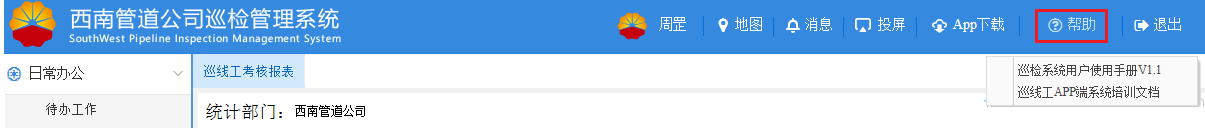 西南管道公司巡检管理系统
SouthWest Pipeline Inspection Management System
周罡 地图 消息 投屏 App下载 帮助 退出
日常办公
巡线工考核报表
巡检系统用户使用手册V1.1
巡线工APP端系统培训文档
待办工作
统计部门：西南管道公司